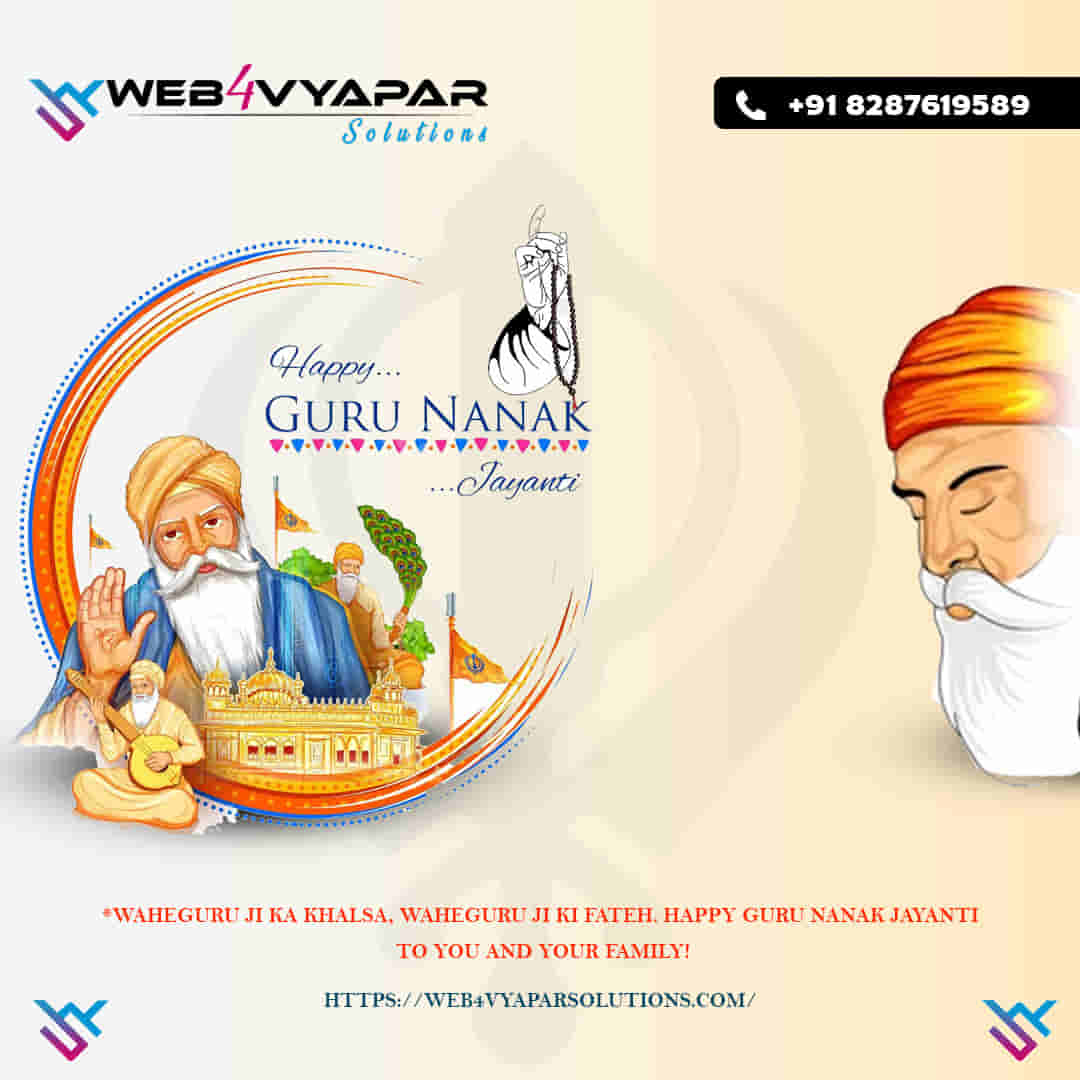 WEB4VYAPAR
Solutions
+91 8287619589
Happy...
GURU NANAK
...Jayanti
*WAHEGURU JI KA KHALSA, WAHEGURU JI KI FATEH. HAPPY GURU NANAK JAYANTI
TO YOU AND YOUR FAMILY!
HTTPS://WEB4VYAPARSOLUTIONS.COM/